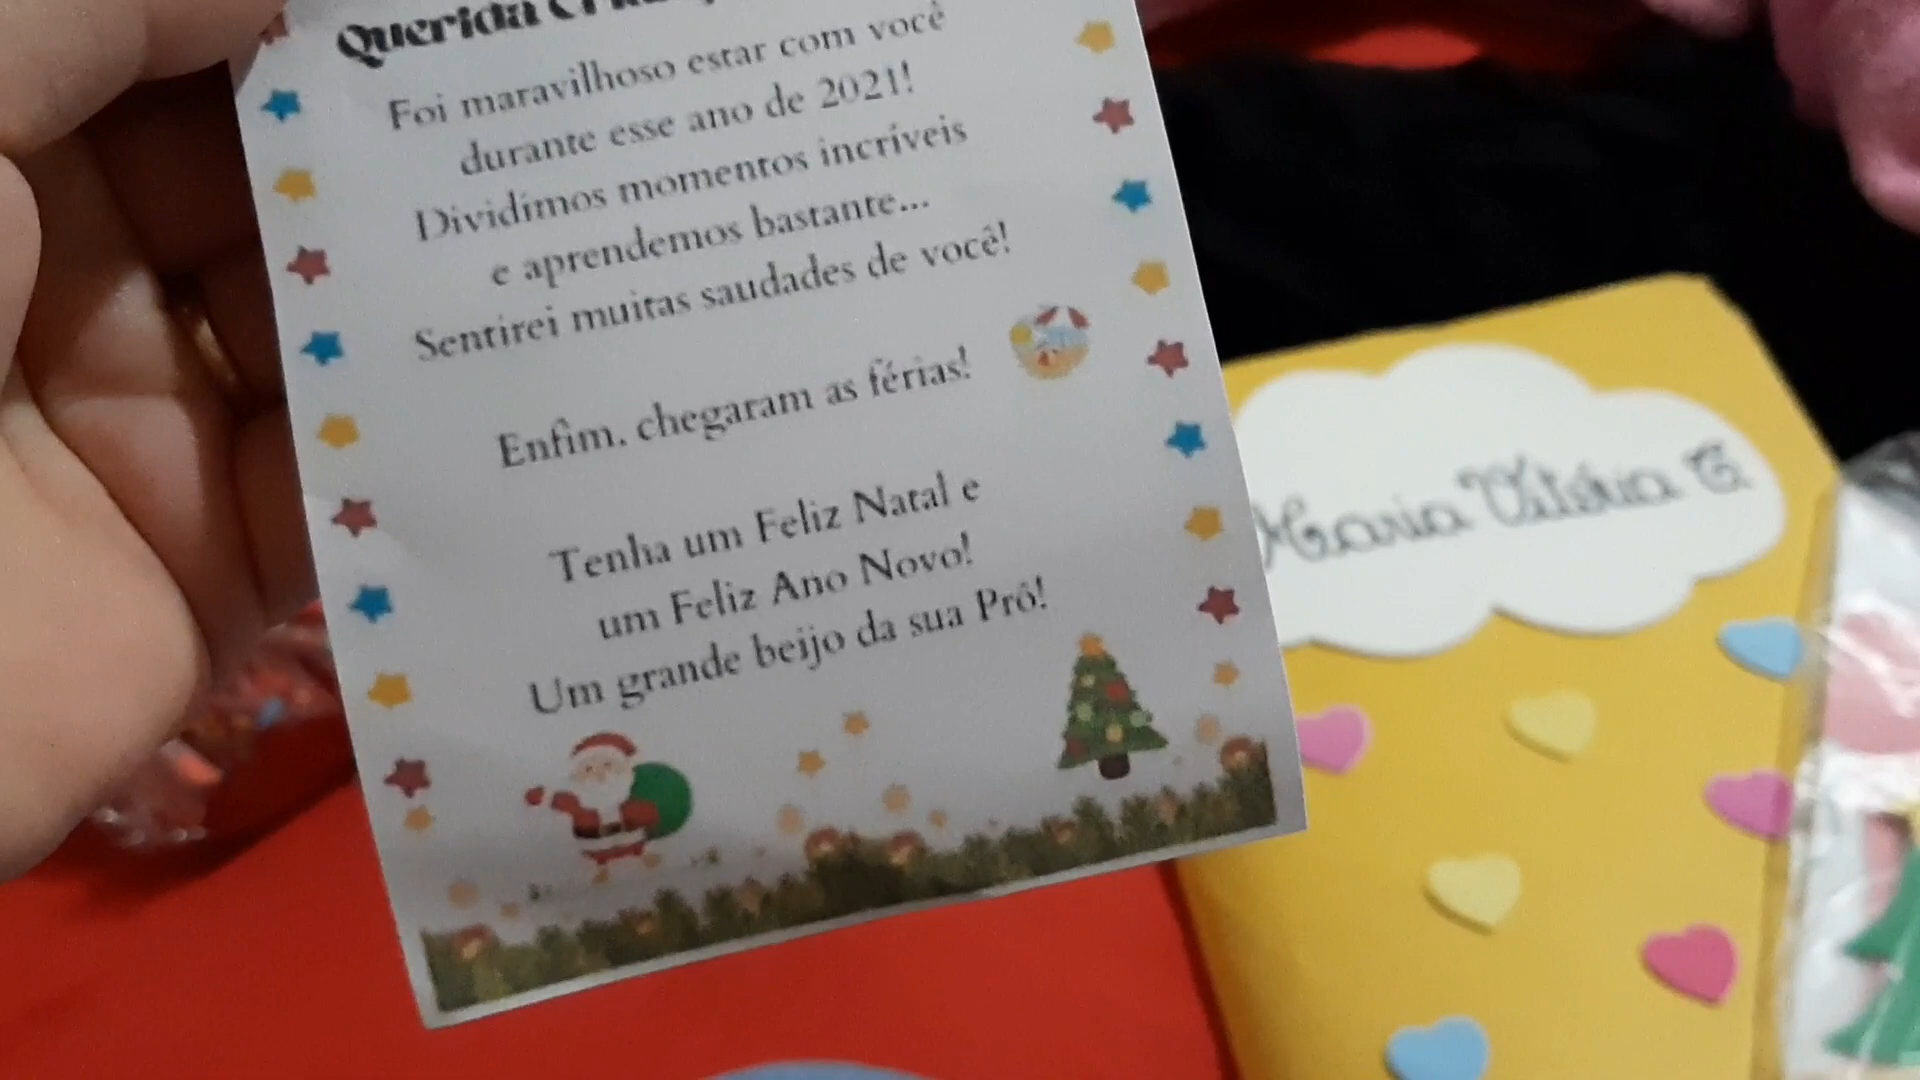 Querida
Foi maravilhoso estar com você
durante esse ano de 2021!
Dividimos momentos incríveis
e aprendemos bastante...
Sentirei muitas saudades de você!
Enfim, chegaram as férias!
Tenha um Feliz Natal e
um Feliz Ano Novo!
Um grande beijo da sua Prô!
Maria Vitória G